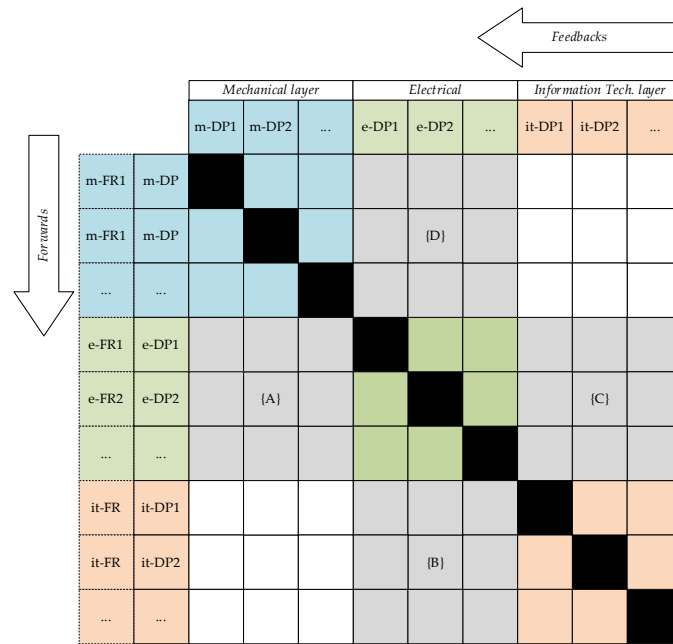 Feedbacks
Mechanical layer Electrical Information Tech. layer
m-DP1 m-DP2 ... e-DP1 e-DP2 ... it-DP1 it-DP2 ...
Forwards
m-FR1 m-DP
m-FR1 m-DP {D}
... ...
e-FR1 e-DP1
e-FR2 e-DP2 {A} {C}
... ...
it-FR it-DP1
it-FR it-DP2 {B}
... ...